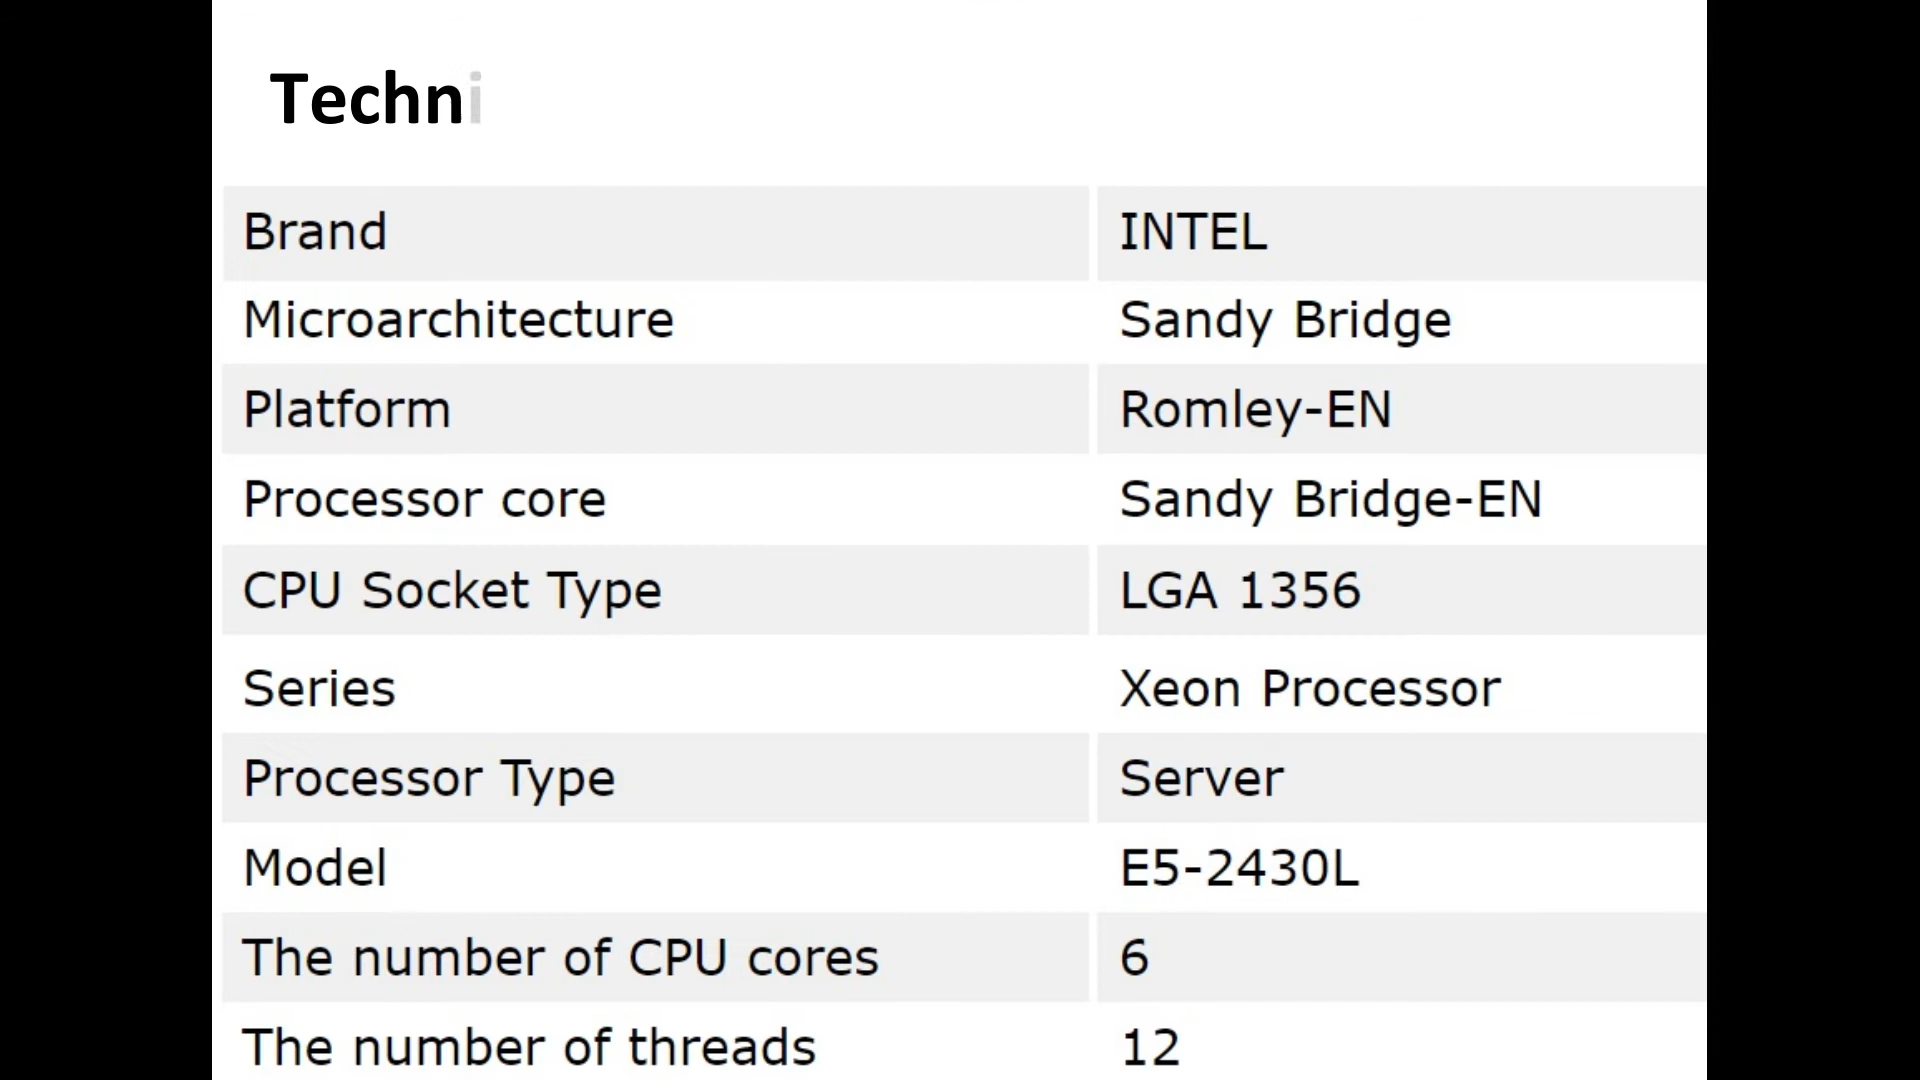 Techni
Brand INTEL
Microarchitecture Sandy Bridge
Platform Romley-EN
Processor core Sandy Bridge-EN
CPU Socket Type LGA 1356
Series Xeon Processor
Processor Type Server
Model E5-2430L
The number of CPU cores 6
The number of threads 12